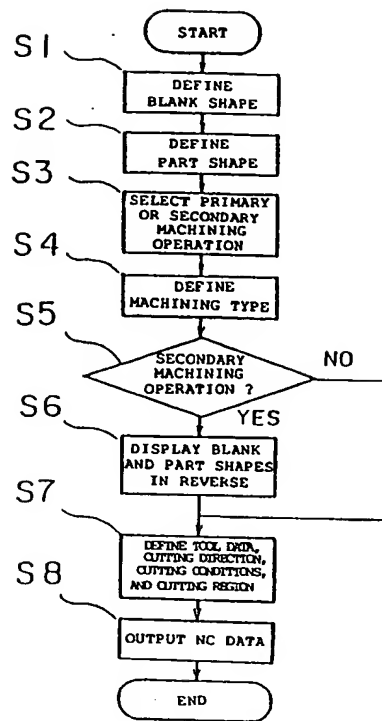 START
S1
DEFINE
BLANK SHAPE
S2
DEFINE
PART SHAPE
S3
SELECT PRIMARY
OR SECONDARY
MACHINING
OPERATION
S4
DEFINE
MACHINING TYPE
S5
SECONDARY
MACHINING
OPERATION ?
NO
YES
S6
DISPLAY BLANK
AND PART SHAPES
IN REVERSE
S7
DEFINE TOOL DATA,
CUTTING DIRECTION,
CUTTING CONDITIONS,
AND CUTTING REGION
S8
OUTPUT NC DATA
END